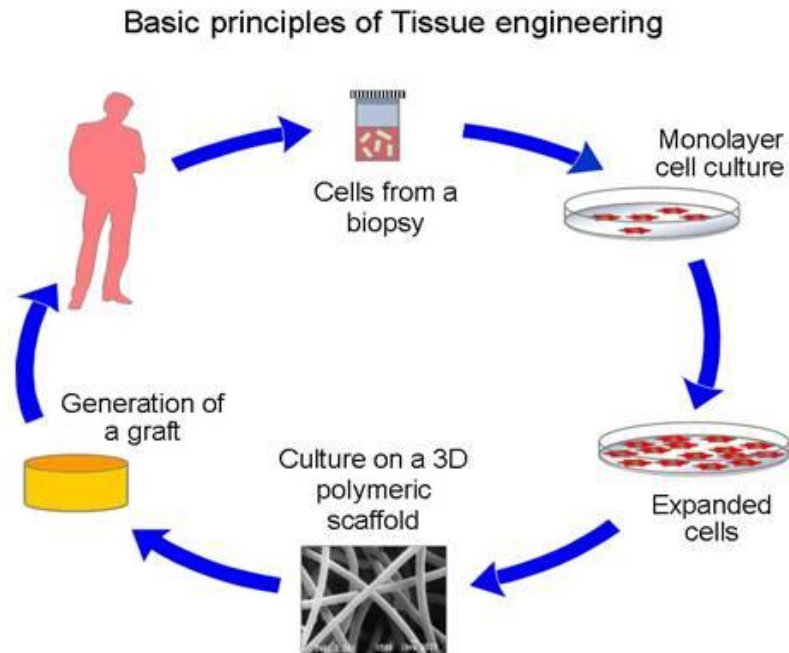 Basic principles of Tissue engineering
Cells from a
biopsy
Monolayer
cell culture
Expanded
cells
Culture on a 3D
polymeric
scaffold
Generation of
a graft